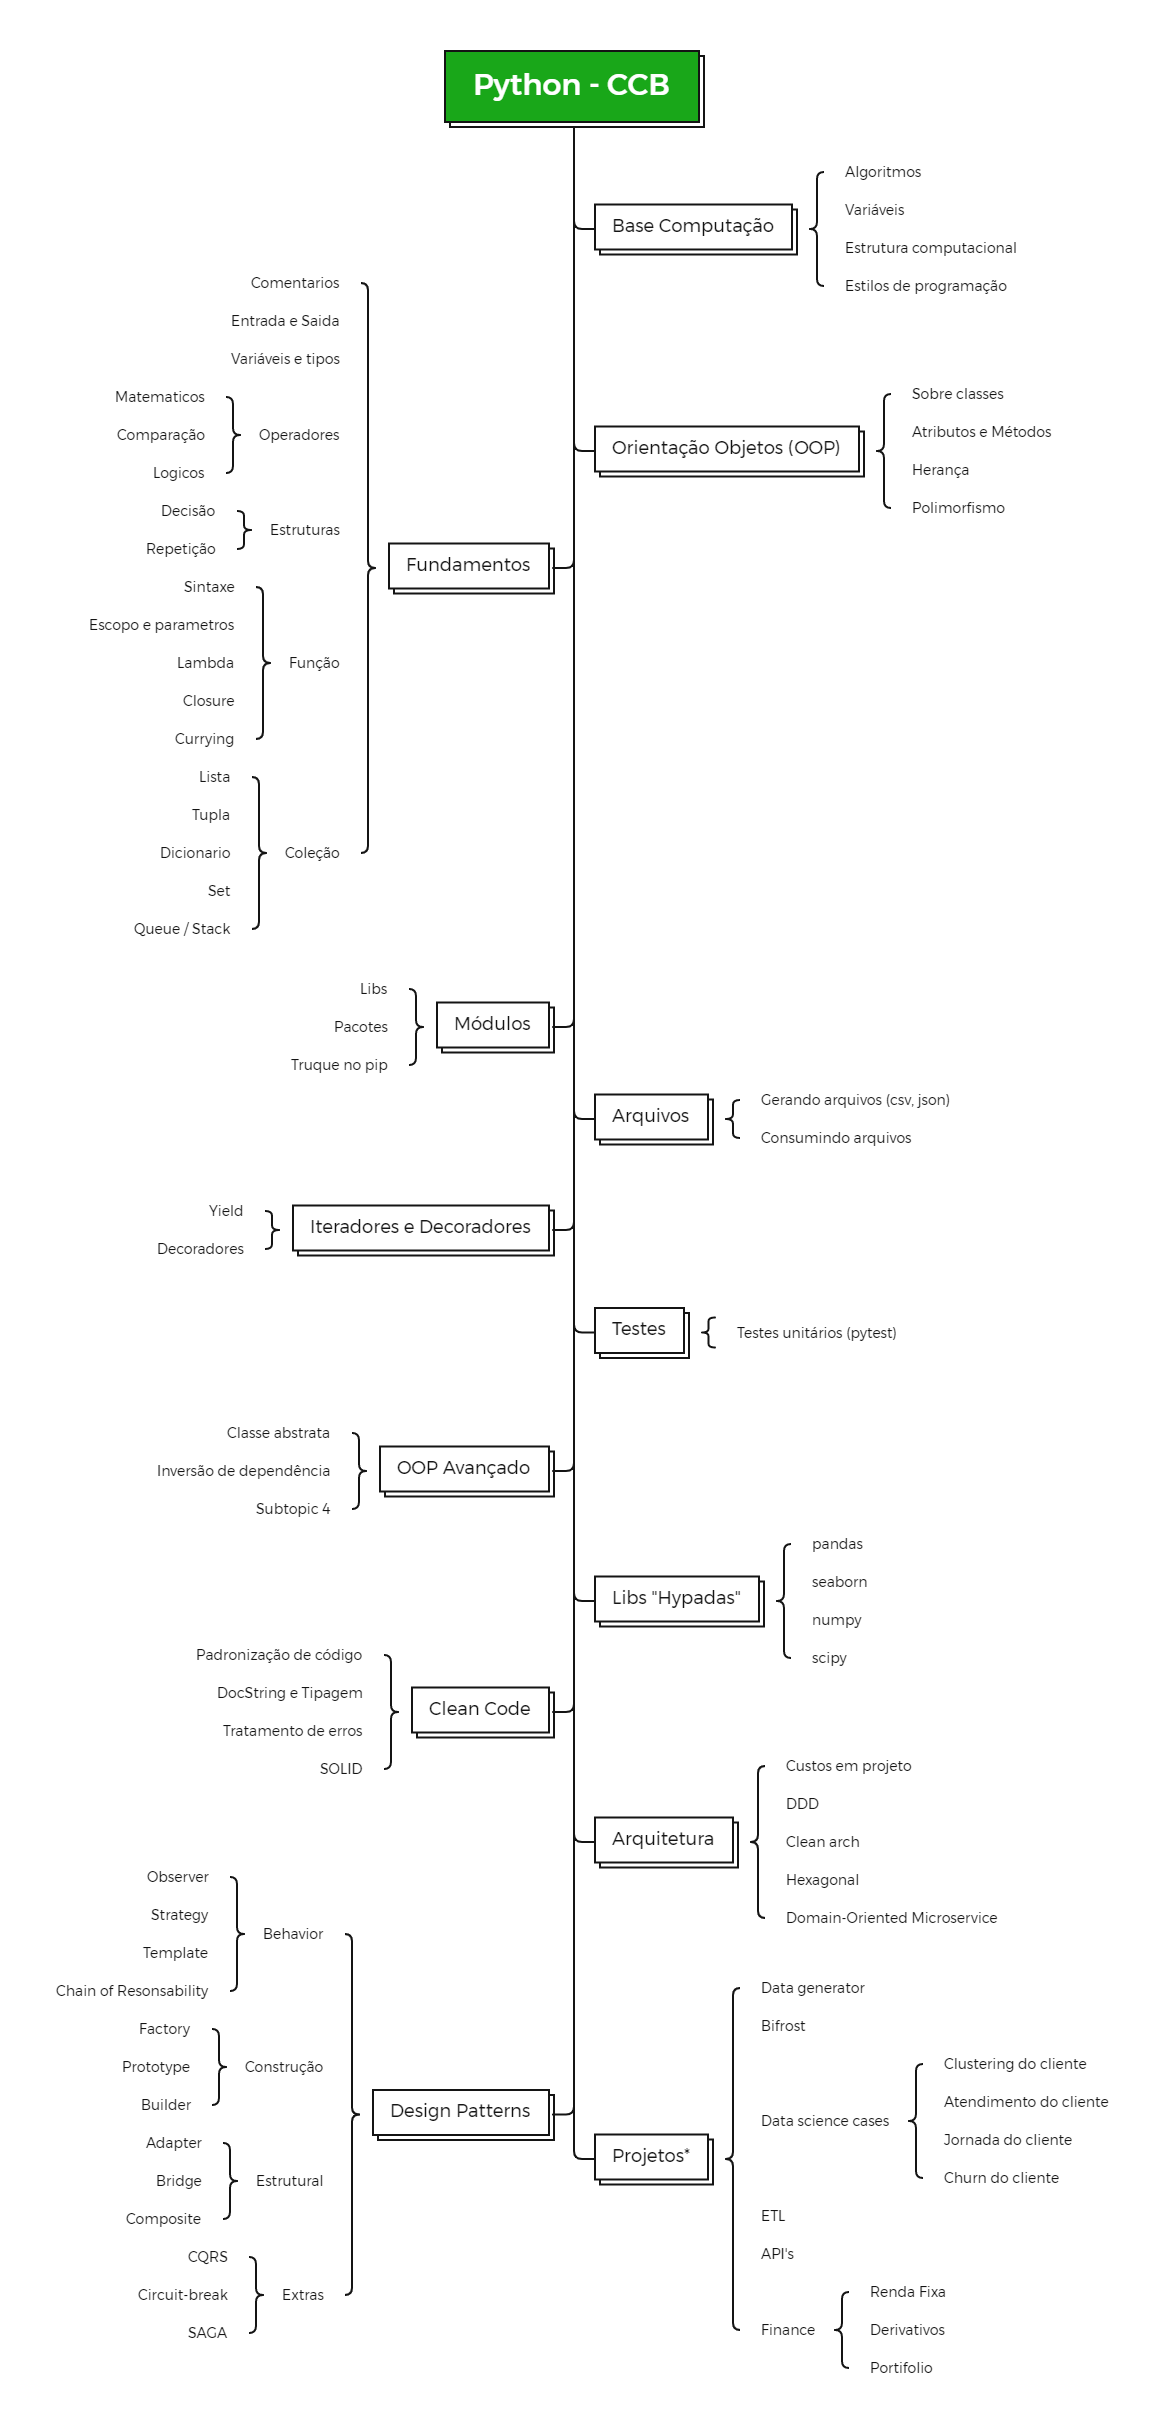 Python - CCB
Base Computação
Algoritmos
Variáveis
Estrutura computacional
Estilos de programação
Orientação Objetos (OOP)
Sobre classes
Atributos e Métodos
Herança
Polimorfismo
Fundamentos
Comentarios
Entrada e Saida
Variáveis e tipos
Operadores
Matematicos
Comparação
Logicos
Estruturas
Decisão
Repetição
Função
Sintaxe
Escopo e parametros
Lambda
Closure
Currying
Coleção
Lista
Tupla
Dicionario
Set
Queue / Stack
Módulos
Libs
Pacotes
Truque no pip
Arquivos
Gerando arquivos (csv, json)
Consumindo arquivos
Iteradores e Decoradores
Yield
Decoradores
Testes
Testes unitários (pytest)
OOP Avançado
Classe abstrata
Inversão de dependência
Subtopic 4
Libs "Hypadas"
pandas
seaborn
numpy
scipy
Clean Code
Padronização de código
DocString e Tipagem
Tratamento de erros
SOLID
Arquitetura
Custos em projeto
DDD
Clean arch
Hexagonal
Domain-Oriented Microservice
Design Patterns
Behavior
Observer
Strategy
Template
Chain of Resonsability
Construção
Factory
Prototype
Builder
Estrutural
Adapter
Bridge
Composite
Extras
CQRS
Circuit-break
SAGA
Projetos*
Data generator
Bifrost
Data science cases
Clustering do cliente
Atendimento do cliente
Jornada do cliente
Churn do cliente
ETL
API's
Finance
Renda Fixa
Derivativos
Portifolio